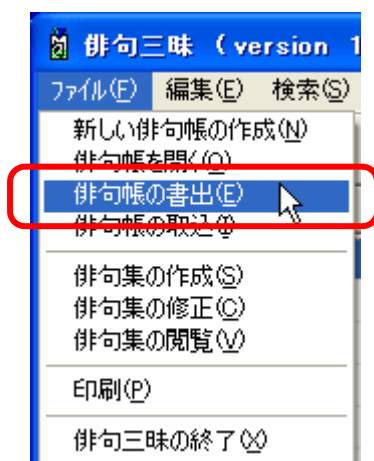 俳句三昧 (version 1
ファイル(F) 編集(E) 検索(S)
新しい俳句帳の作成(N)
俳句帳を開く(O)
俳句帳の書出(E)
俳句帳の取込(I)
俳句集の作成(S)
俳句集の修正(C)
俳句集の閲覧(V)
印刷(P)
俳句三昧の終了(X)